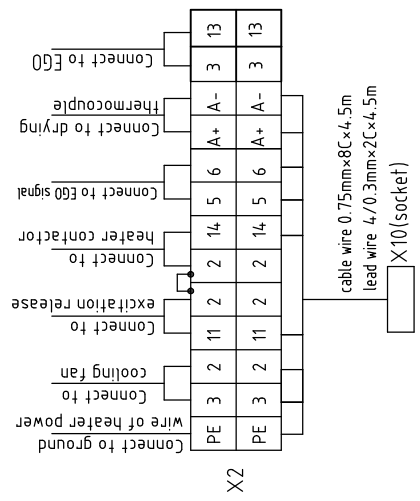 Connect to EGO
13 13
3 3
Connect to drying
thermocouple
A- A-
A+ A+
Connect to EGO signal
6 6
5 5
Connect to
heater contactor
14 14
2 2
Connect to
excitation release
2 2
11 11
Connect to
cooling fan
2 2
3 3
Connect to ground
wire of heater power
PE PE
X2
cable wire 0.75mm×8C×4.5m
lead wire 4/0.3mm×2C×4.5m
X10(socket)